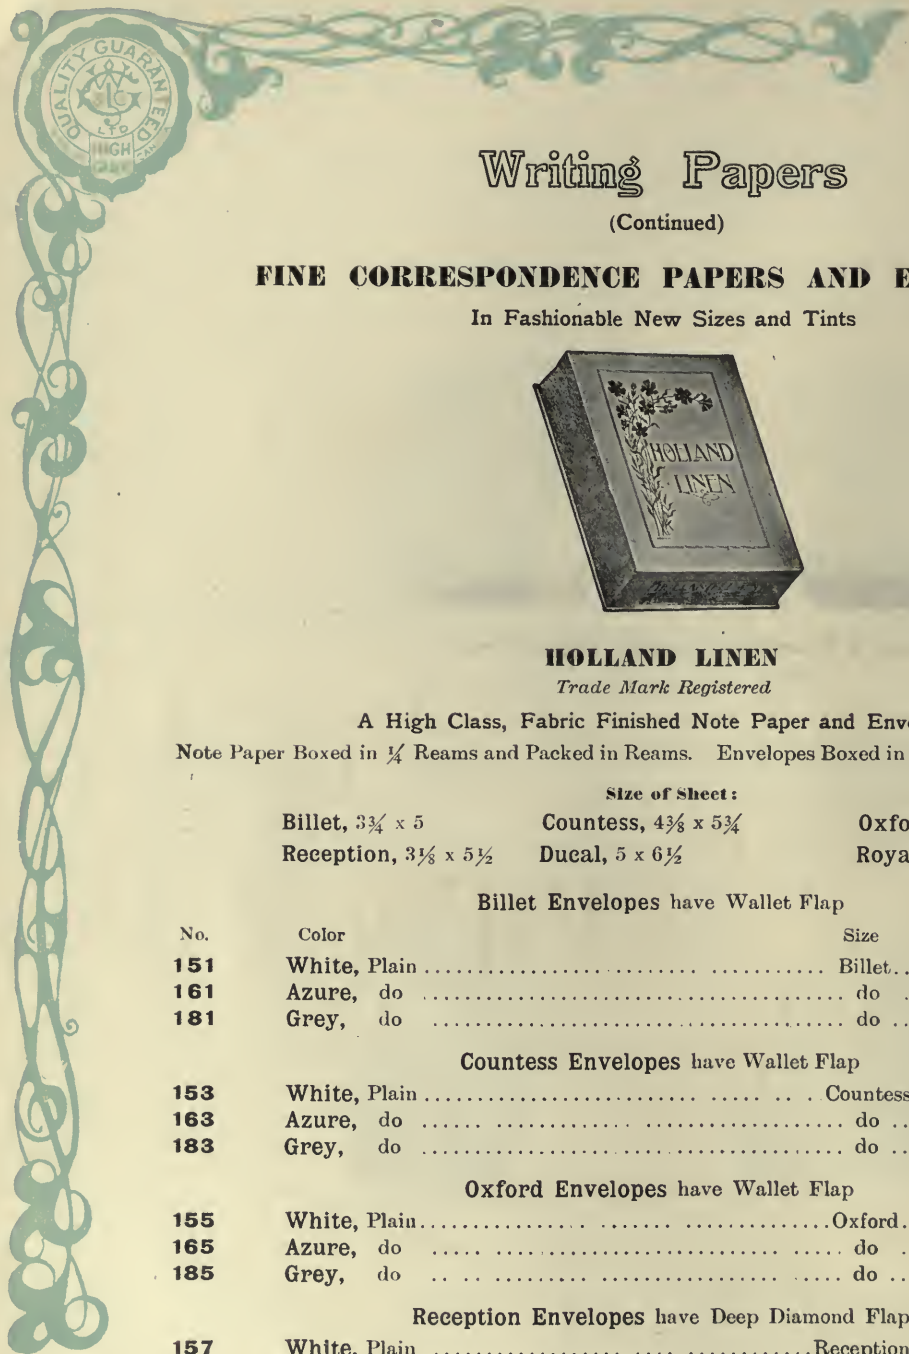 QUALITY GUARANTEED
LTD
HIGH
Writing Papers
(Continued)
FINE CORRESPONDENCE PAPERS AND E
In Fashionable New Sizes and Tints
HOLLAND
LINEN
HOLLAND LINEN
Trade Mark Registered
A High Class, Fabric Finished Note Paper and Enve
Note Paper Boxed in ¼ Reams and Packed in Reams. Envelopes Boxed in
Size of Sheet:
Billet, 3¾ x 5 Countess, 4⅜ x 5¾ Oxfo
Reception, 3⅛ x 5½ Ducal, 5 x 6½ Roya
Billet Envelopes have Wallet Flap
No. Color Size
151 White, Plain ........ Billet..
161 Azure, do ........ do .
181 Grey, do ........ do ..
Countess Envelopes have Wallet Flap
153 White, Plain ........ Countess
163 Azure, do ........ do ..
183 Grey, do ........ do ..
Oxford Envelopes have Wallet Flap
155 White, Plain ........ Oxford.
165 Azure, do ........ do .
185 Grey, do ........ do ..
Reception Envelopes have Deep Diamond Flap
157 White, Plain ........ Reception